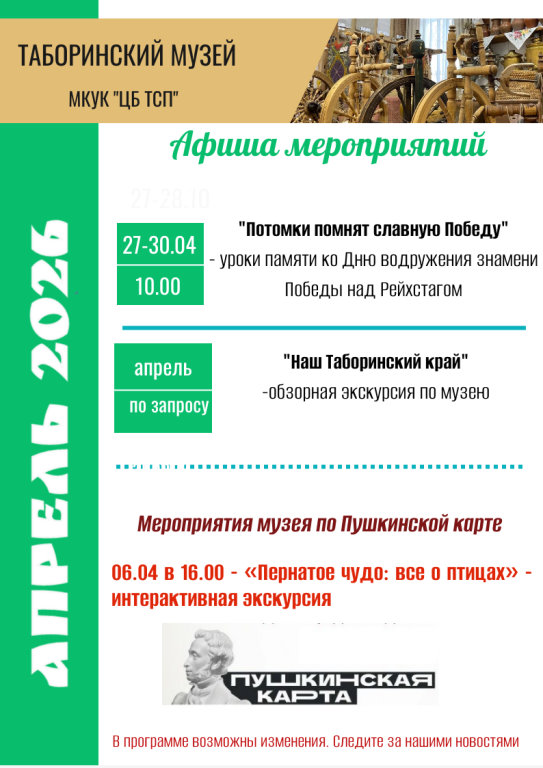 ТАБОРИНСКИЙ МУЗЕЙ
МКУК "ЦБ ТСП"
Афиша мероприятий
АПРЕЛЬ 2026
27-30.04
10.00
"Потомки помнят славную Победу"
- уроки памяти ко Дню водружения знамени
Победы над Рейхстагом
апрель
по запросу
"Наш Таборинский край"
-обзорная экскурсия по музею
Мероприятия музея по Пушкинской карте
06.04 в 16.00 - «Пернатое чудо: все о птицах» -
интерактивная экскурсия
ПУШКИНСКАЯ
КАРТА
В программе возможны изменения. Следите за нашими новостями